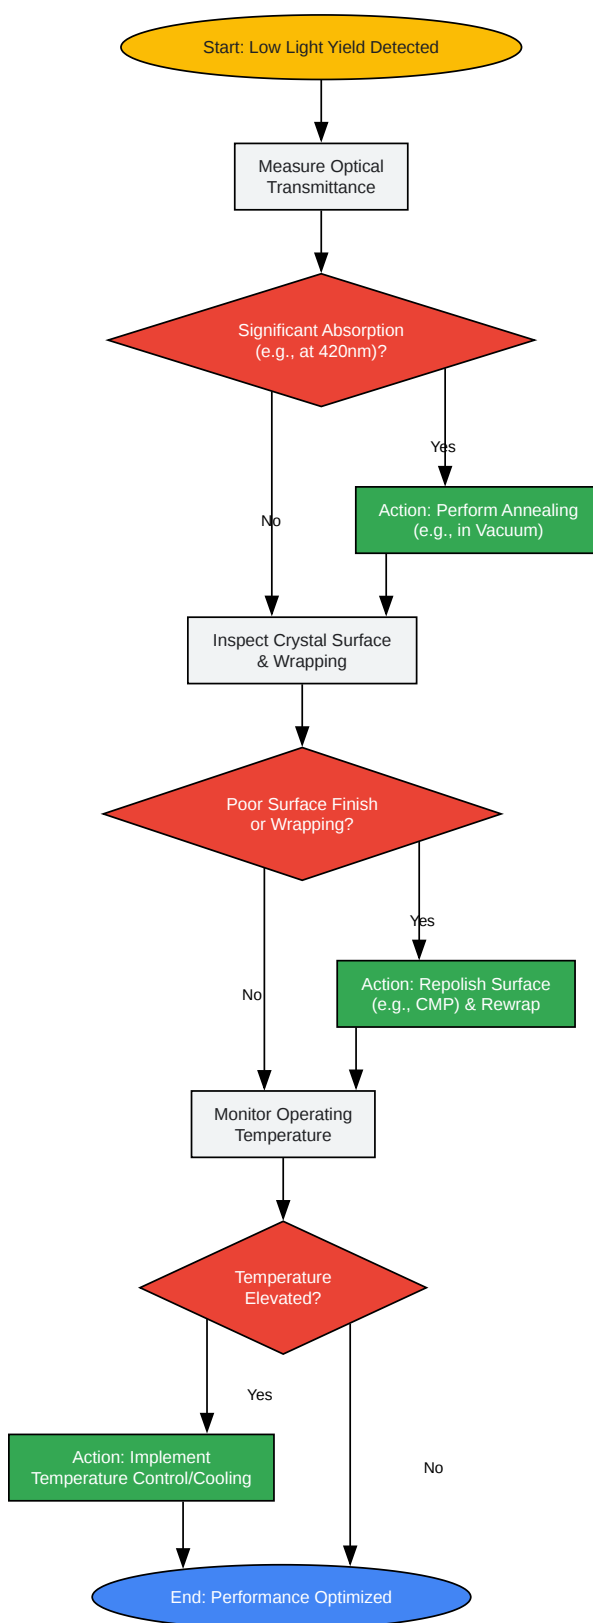 Start: Low Light Yield Detected
Measure Optical
Transmittance
Significant Absorption
(e.g., at 420nm)?
Yes
Action: Perform Annealing
(e.g., in Vacuum)
No
Inspect Crystal Surface
& Wrapping
Poor Surface Finish
or Wrapping?
Yes
Action: Repolish Surface
(e.g., CMP) & Rewrap
No
Monitor Operating
Temperature
Temperature
Elevated?
Yes
Action: Implement
Temperature Control/Cooling
No
End: Performance Optimized